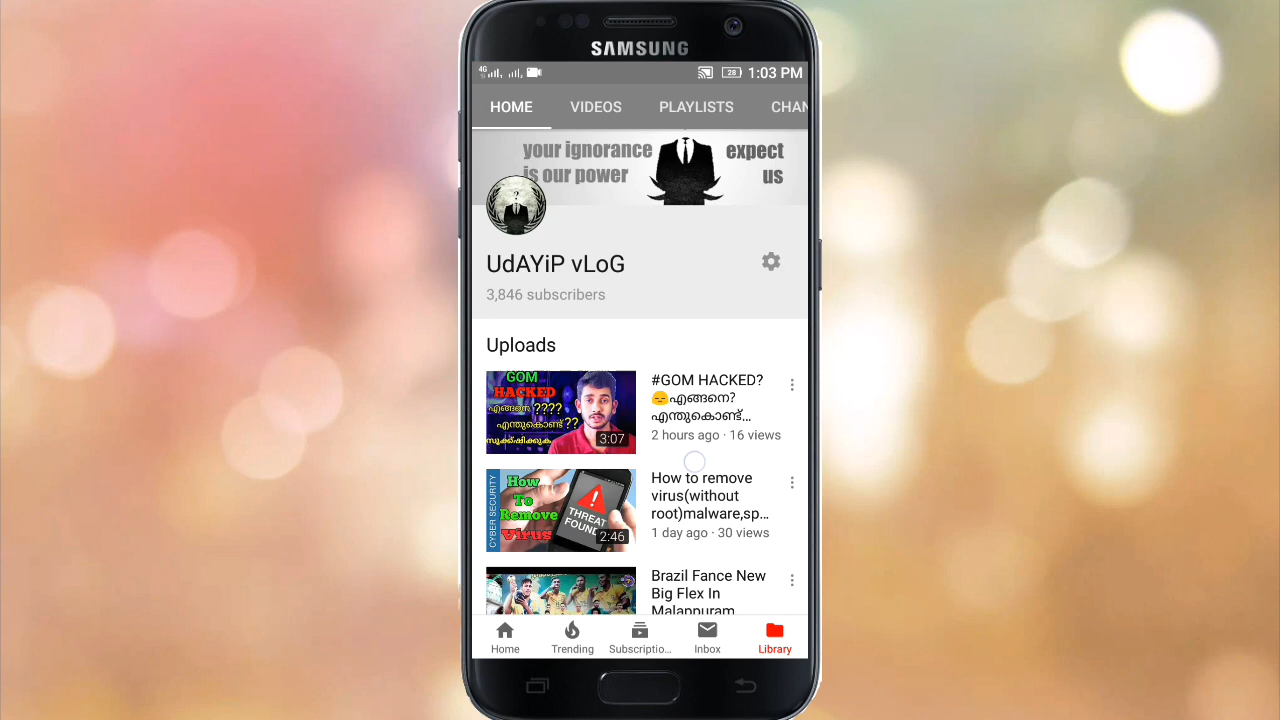 SAMSUNG
4G
28
1:03 PM
HOME
VIDEOS
PLAYLISTS
CHAN
your ignorance
is our power
expect
us
?
UdAYiP vLoG
3,846 subscribers
Uploads
GOM
HACKED
എങ്ങനെ ????
എന്തുകൊണ്ട് ??
സൂക്ഷിക്കുക
3:07
#GOM HACKED?
😑എങ്ങനെ?
എന്തുകൊണ്ട്...
2 hours ago · 16 views
CYBER SECURITY
How
To
Remove
Virus
THREAT
FOUND
2:46
How to remove
virus(without
root)malware,sp...
1 day ago · 30 views
Brazil Fance New
Big Flex In
Malappuram
Home
Trending
Subscriptio...
Inbox
Library